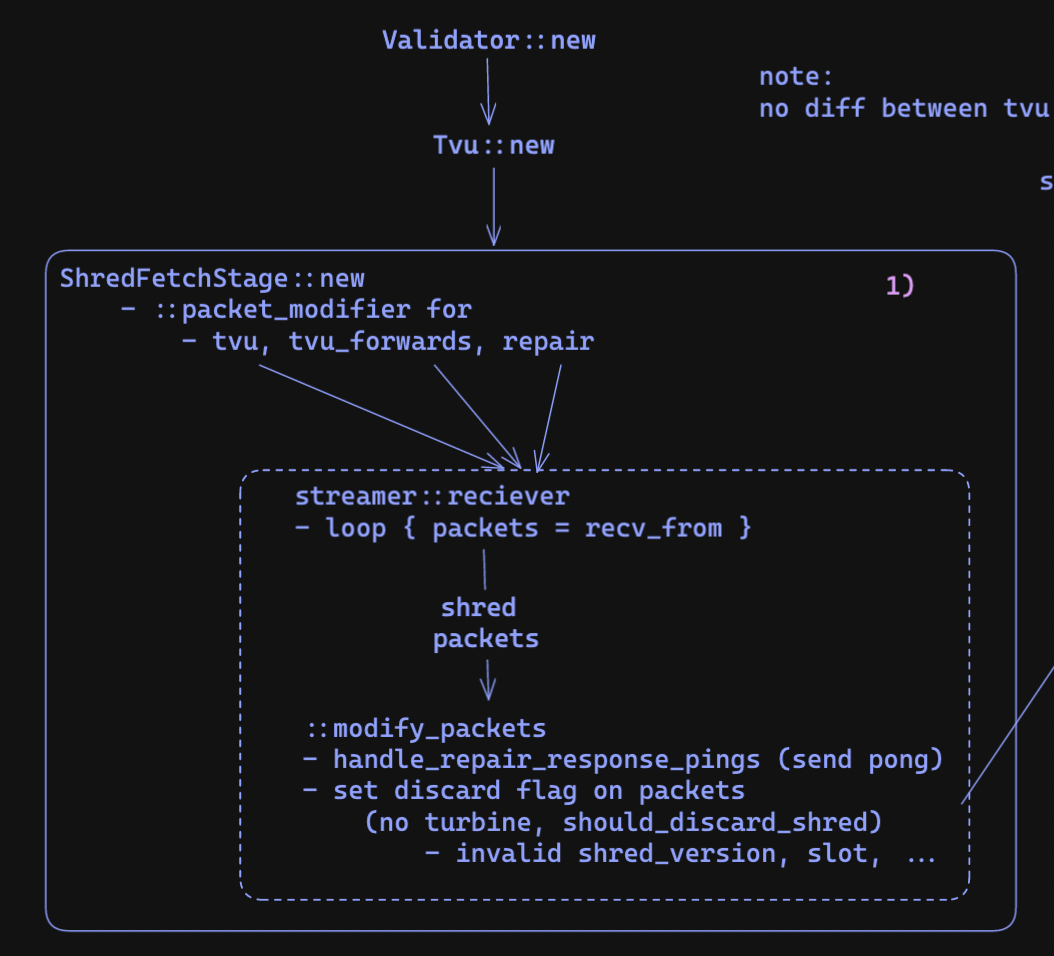 Validator::new
note:
no diff between tvu
Tvu::new
s
ShredFetchStage::new
1)
- ::packet_modifier for
- tvu, tvu_forwards, repair
streamer::reciever
- loop { packets = recv_from }
shred
packets
::modify_packets
- handle_repair_response_pings (send pong)
- set discard flag on packets
(no turbine, should_discard_shred)
- invalid shred_version, slot, ...